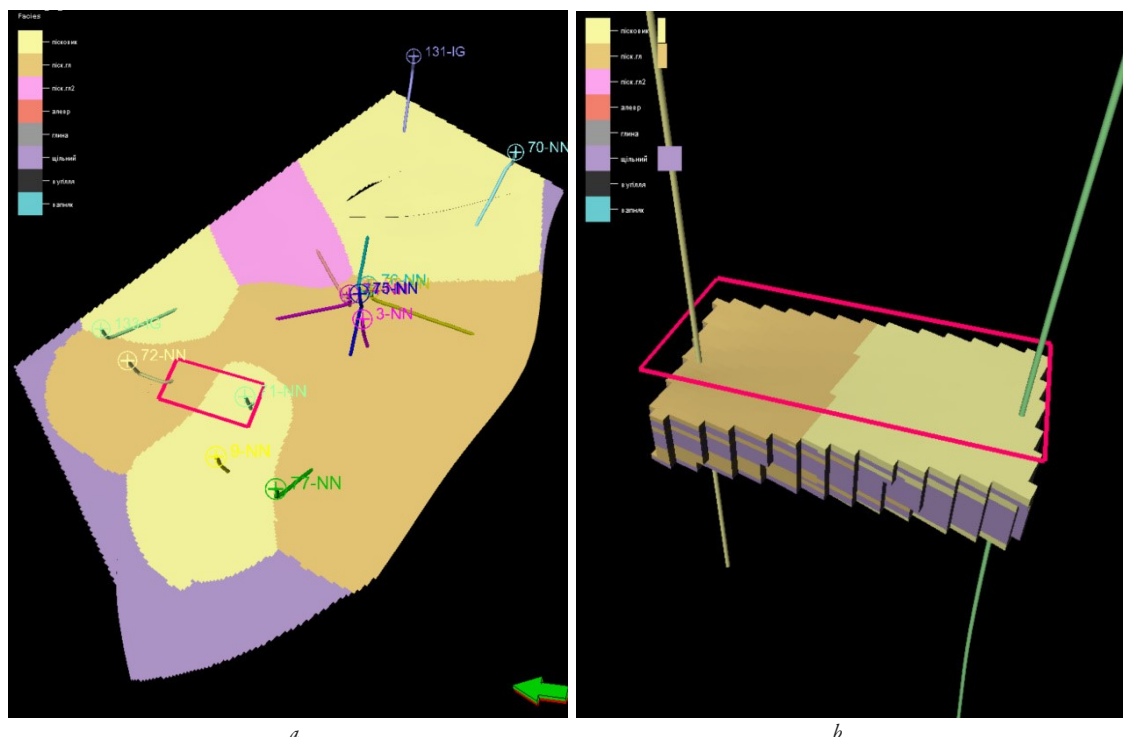 Facies
пісковик
піск.гл
піск.гл2
алевр
глина
щільний
вугілля
вапняк
131-IG
70-NN
76-NN
75-NN
3-NN
72-NN
9-NN
77-NN
пісковик
піск.гл
піск.гл2
алевр
глина
щільний
вугілля
вапняк
a
b